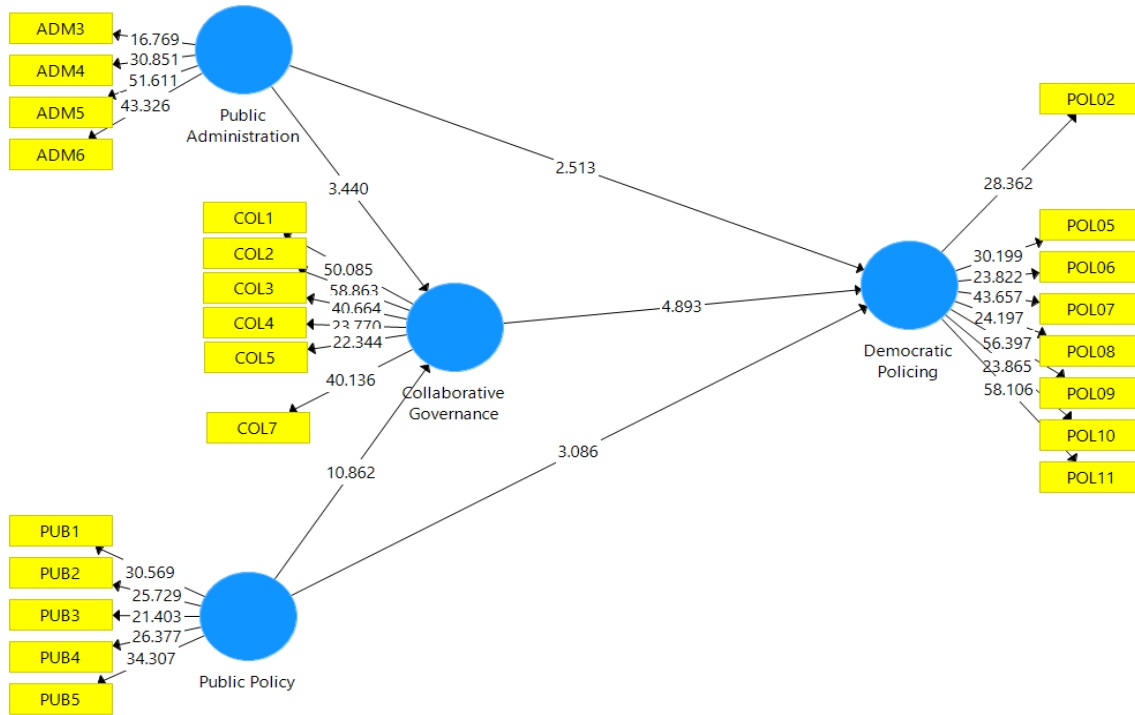 ADM3
ADM4
ADM5
ADM6
16.769
30.851
51.611
43.326
Public
Administration
2.513
3.440
COL1
COL2
COL3
COL4
COL5
COL7
50.085
58.863
40.664
23.770
22.344
40.136
Collaborative
Governance
4.893
10.862
3.086
PUB1
PUB2
PUB3
PUB4
PUB5
30.569
25.729
21.403
26.377
34.307
Public Policy
Democratic
Policing
28.362
30.199
23.822
43.657
24.197
56.397
23.865
58.106
POL02
POL05
POL06
POL07
POL08
POL09
POL10
POL11